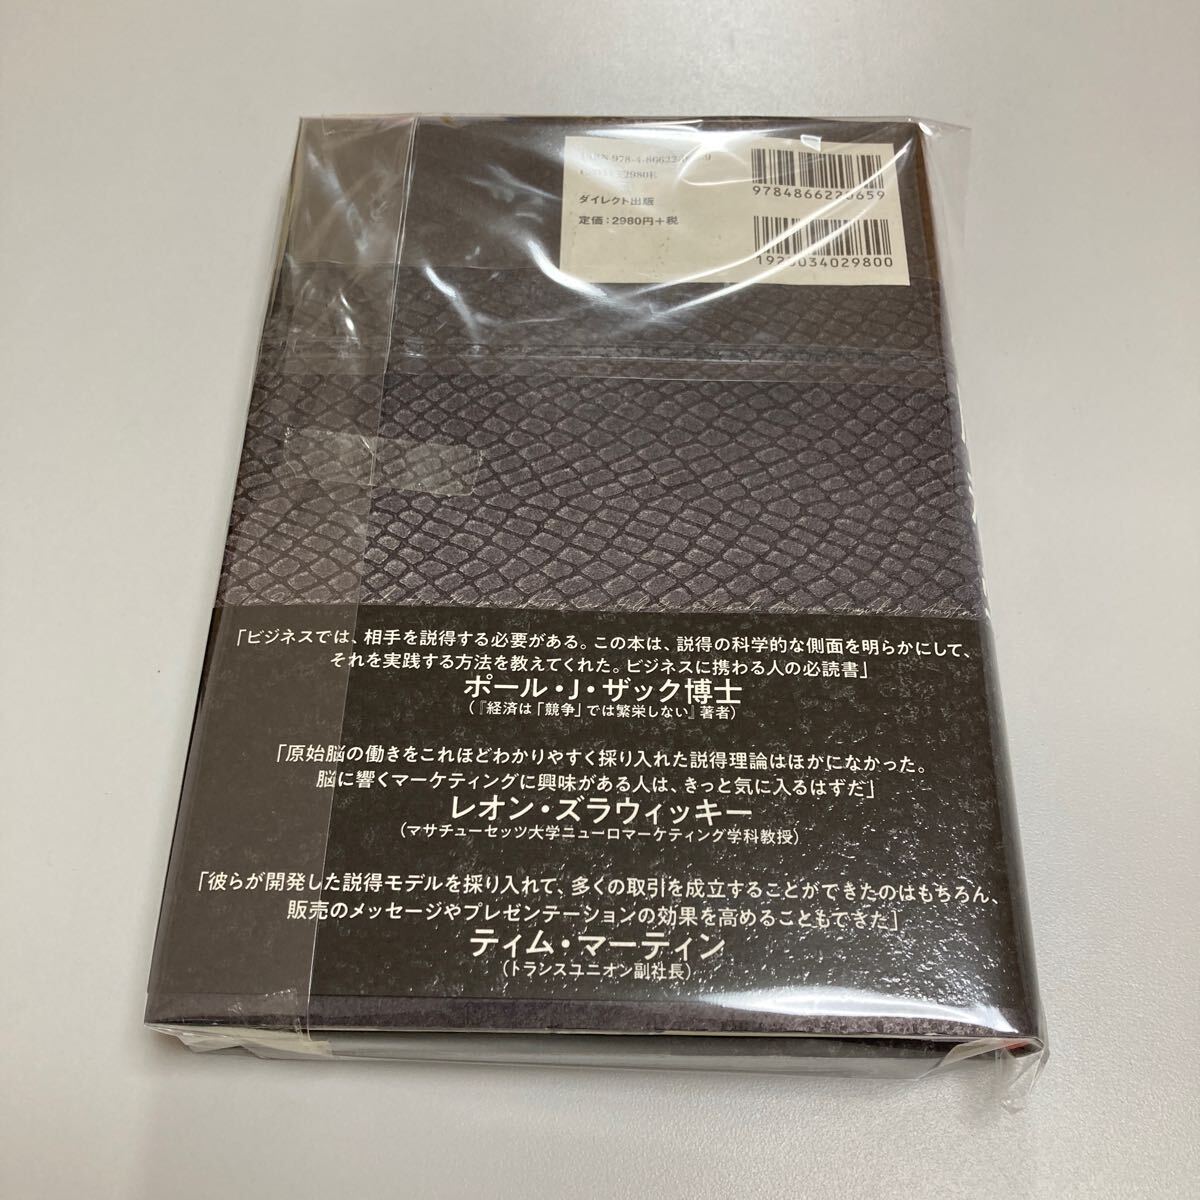 ISBN 978-4-86622-
9784866220659
ダイレクト出版
定価：2980円+税
1920034029800
「ビジネスでは、相手を説得する必要がある。この本は、説得の科学的な側面を明らかにして、
それを実践する方法を教えてくれた。ビジネスに携わる人の必読書」
ポール・J・ザック博士
（『経済は「競争」では繁栄しない』著者）
「原始脳の働きをこれほどわかりやすく採り入れた説得理論はほかになかった。
脳に響くマーケティングに興味がある人は、きっと気に入るはずだ」
レオン・ズラウィッキー
（マサチューセッツ大学ニューロマーケティング学科教授）
「彼らが開発した説得モデルを採り入れて、多くの取引を成立することができたのはもちろん、
販売のメッセージやプレゼンテーションの効果を高めることもできた」
ティム・マーティン
（トランスユニオン副社長）